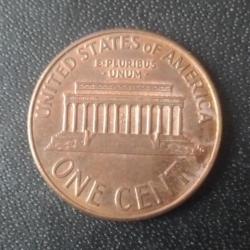 UNITED STATES OF AMERICA
E·PLURIBUS
UNUM
ONE CENT